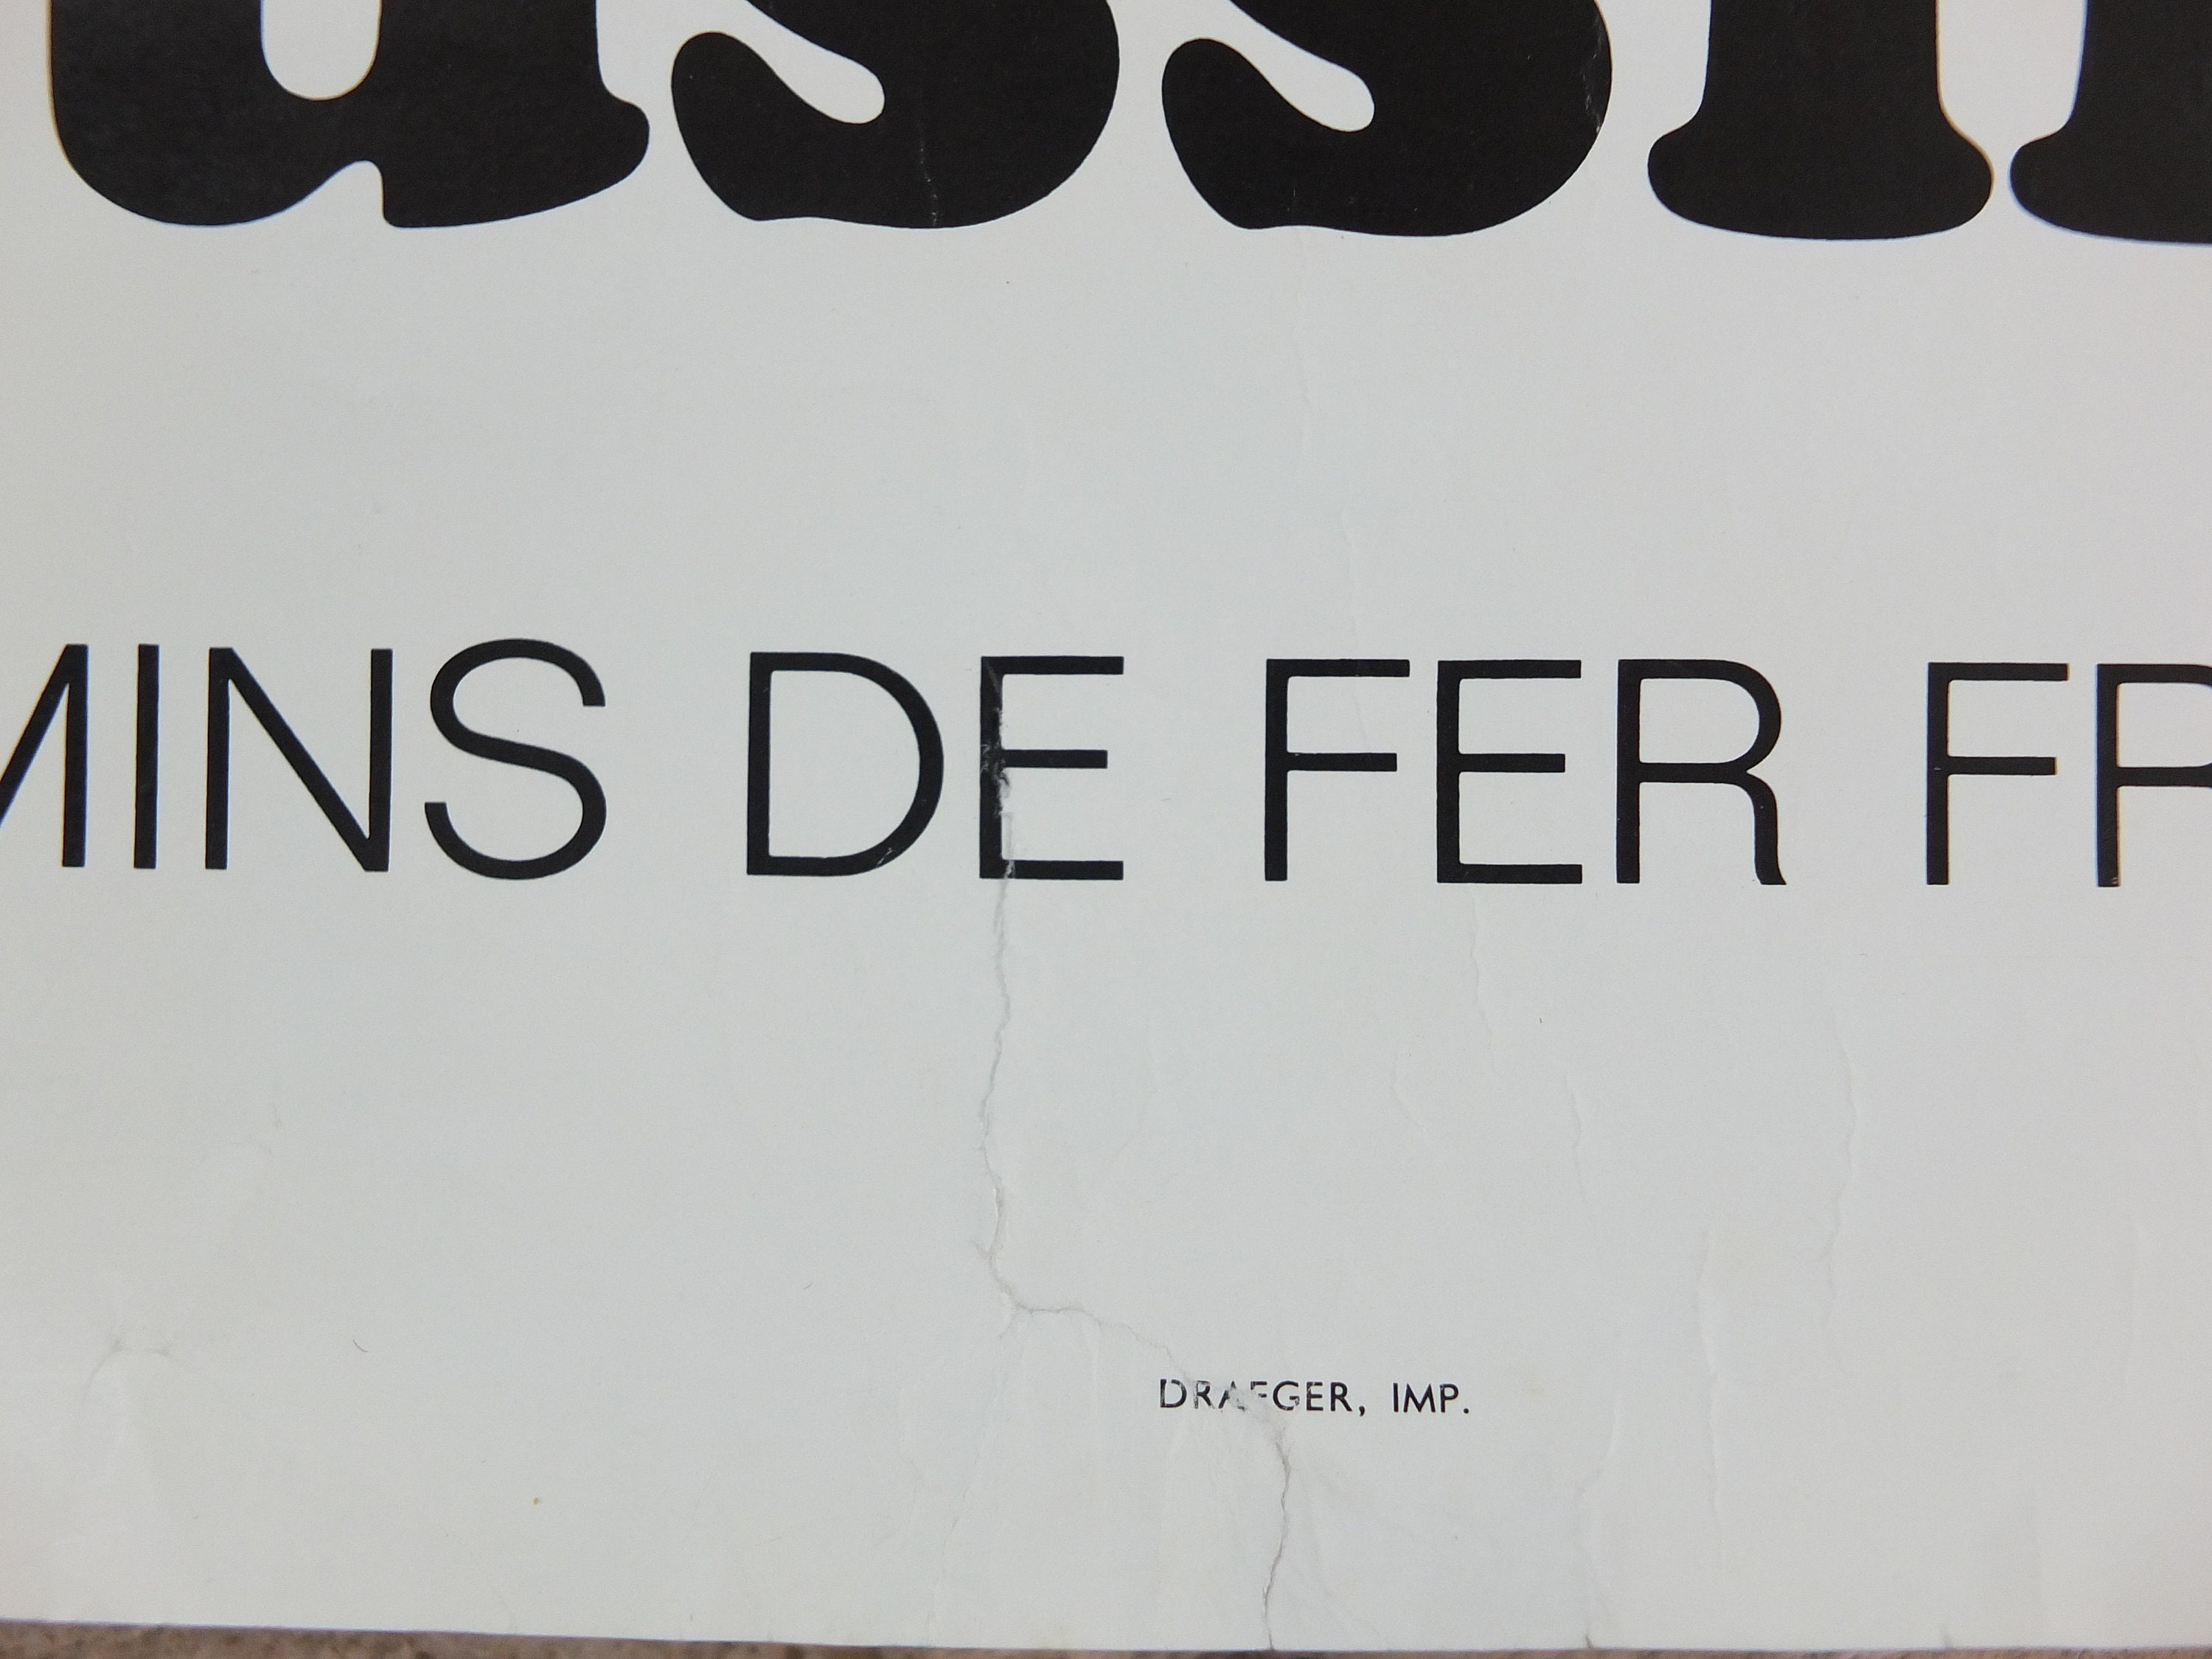 MINS DE FER FR
DRAEGER, IMP.